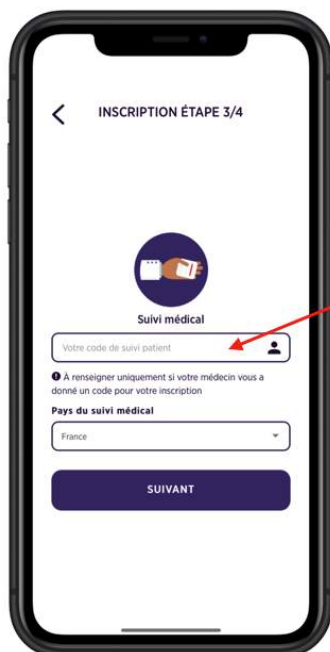 INSCRIPTION ÉTAPE 3/4
Suivi médical
Votre code de suivi patient
À renseigner uniquement si votre médecin vous a
donné un code pour votre inscription
Pays du suivi médical
France
SUIVANT